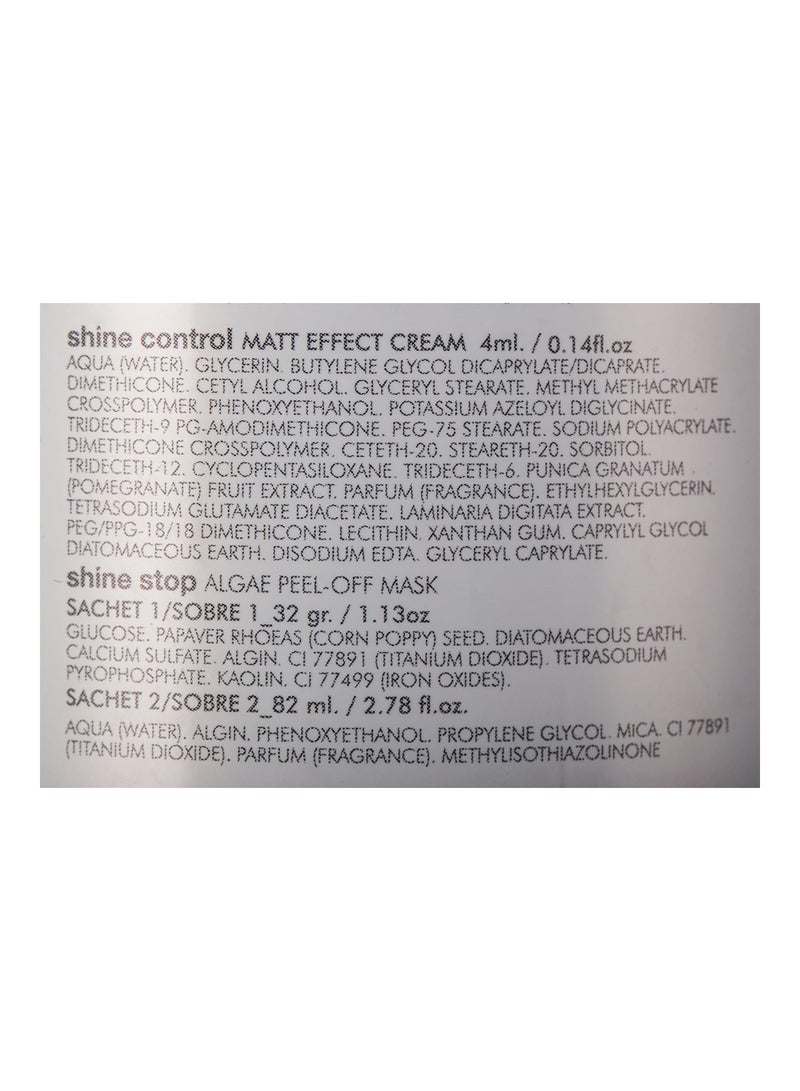 shine control MATT EFFECT CREAM 4ml. / 0.14fl.oz
AQUA (WATER). GLYCERIN. BUTYLENE GLYCOL DICAPRYLATE/DICAPRATE.
DIMETHICONE. CETYL ALCOHOL. GLYCERYL STEARATE. METHYL METHACRYLATE
CROSSPOLYMER. PHENOXYETHANOL. POTASSIUM AZELOYL DIGLYCINATE.
TRIDECETH-9 PG-AMODIMETHICONE. PEG-75 STEARATE. SODIUM POLYACRYLATE.
DIMETHICONE CROSSPOLYMER. CETETH-20. STEARETH-20. SORBITOL.
TRIDECETH-12. CYCLOPENTASILOXANE. TRIDECETH-6. PUNICA GRANATUM
(POMEGRANATE) FRUIT EXTRACT. PARFUM (FRAGRANCE). ETHYLHEXYLGLYCERIN.
TETRASODIUM GLUTAMATE DIACETATE. LAMINARIA DIGITATA EXTRACT.
PEG/PPG-18/18 DIMETHICONE. LECITHIN. XANTHAN GUM. CAPRYLYL GLYCOL
DIATOMACEOUS EARTH. DISODIUM EDTA. GLYCERYL CAPRYLATE.
shine stop ALGAE PEEL-OFF MASK
SACHET 1/SOBRE 1_32 gr. / 1.13oz
GLUCOSE. PAPAVER RHOEAS (CORN POPPY) SEED. DIATOMACEOUS EARTH.
CALCIUM SULFATE. ALGIN. CI 77891 (TITANIUM DIOXIDE). TETRASODIUM
PYROPHOSPHATE. KAOLIN. CI 77499 (IRON OXIDES).
SACHET 2/SOBRE 2_82 ml. / 2.78 fl.oz.
AQUA (WATER). ALGIN. PHENOXYETHANOL. PROPYLENE GLYCOL. MICA. CI 77891
(TITANIUM DIOXIDE). PARFUM (FRAGRANCE). METHYLISOTHIAZOLINONE